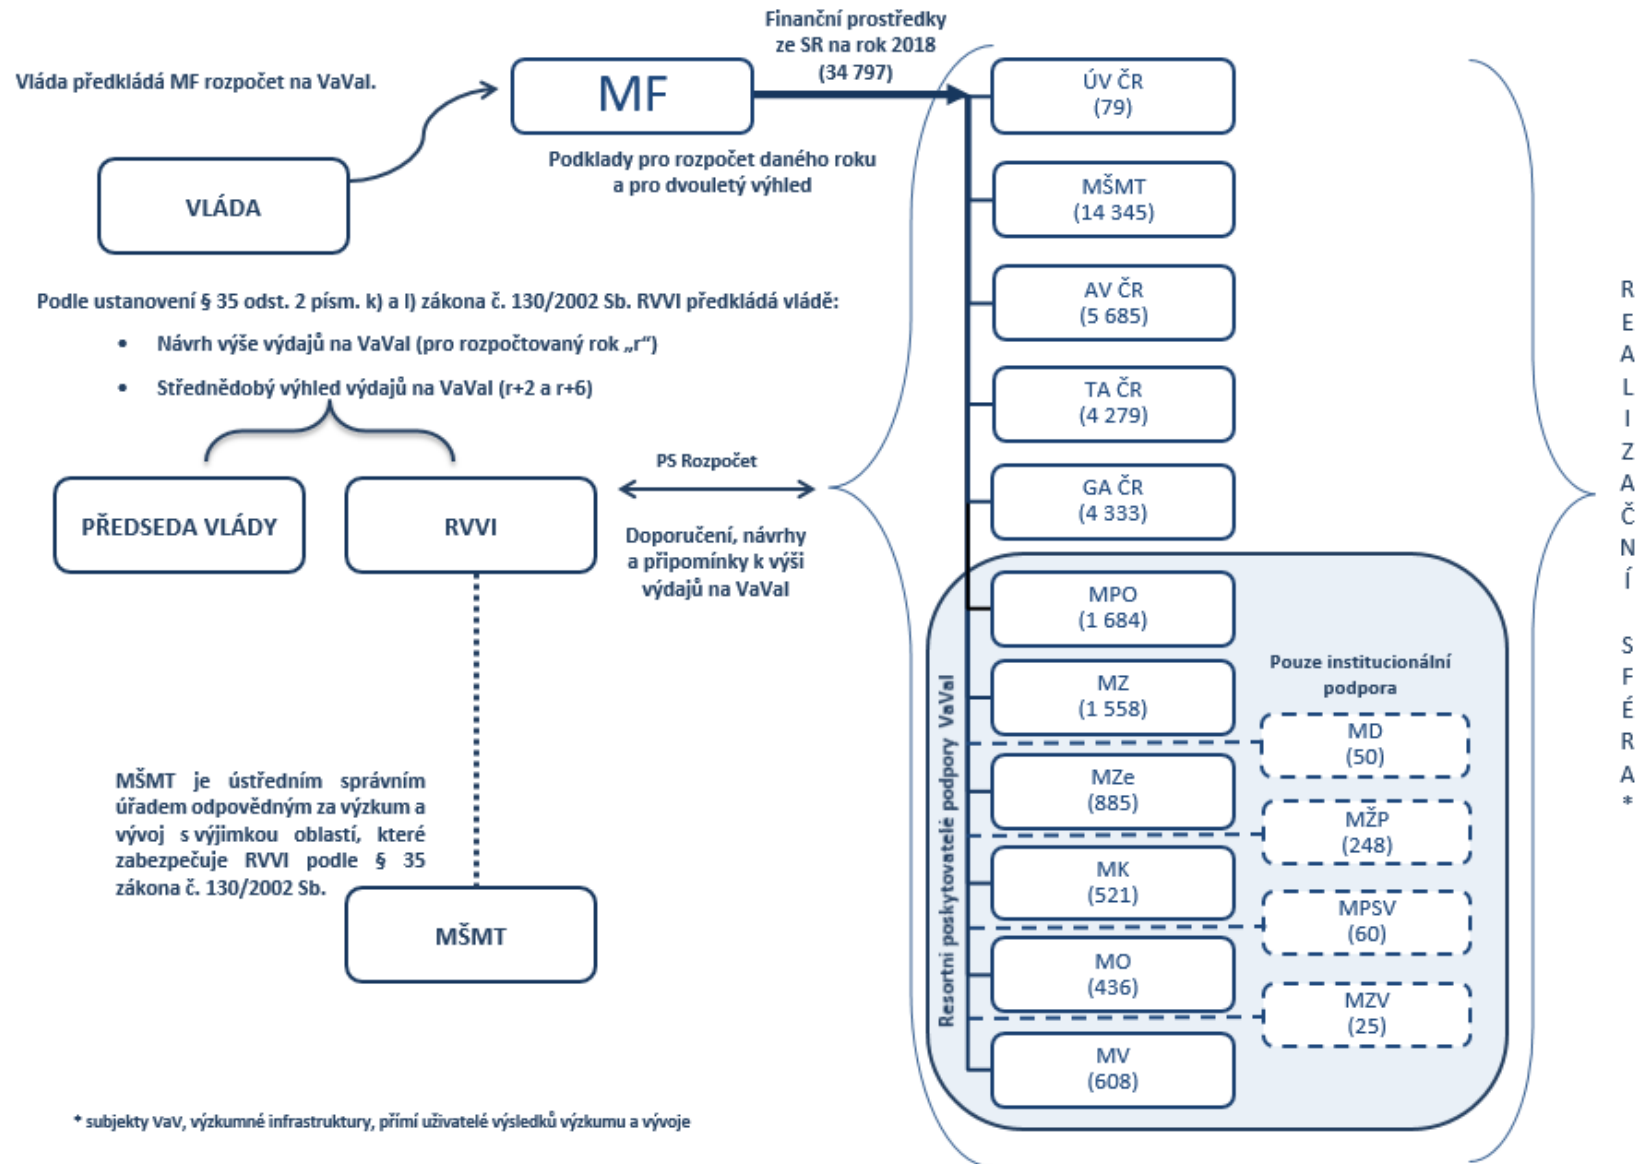 Finanční prostředky
ze SR na rok 2018
(34 797)
Vláda předkládá MF rozpočet na VaVaI.
MF
VLÁDA
Podklady pro rozpočet daného roku
a pro dvouletý výhled
Podle ustanovení § 35 odst. 2 písm. k) a l) zákona č. 130/2002 Sb. RVVI předkládá vládě:
• Návrh výše výdajů na VaVaI (pro rozpočtovaný rok „r“)
• Střednědobý výhled výdajů na VaVaI (r+2 a r+6)
PŘEDSEDA VLÁDY
RVVI
PS Rozpočet
Doporučení, návrhy
a připomínky k výši
výdajů na VaVaI
MŠMT je ústředním správním
úřadem odpovědným za výzkum a
vývoj s výjimkou oblastí, které
zabezpečuje RVVI podle § 35
zákona č. 130/2002 Sb.
MŠMT
ÚV ČR
(79)
MŠMT
(14 345)
AV ČR
(5 685)
TA ČR
(4 279)
GA ČR
(4 333)
Resortní poskytovatelé podpory VaVaI
MPO
(1 684)
MZ
(1 558)
MZe
(885)
MK
(521)
MO
(436)
MV
(608)
Pouze institucionální
podpora
MD
(50)
MŽP
(248)
MPSV
(60)
MZV
(25)
REALIZAČNÍ SFÉRA*
* subjekty VaV, výzkumné infrastruktury, přímí uživatelé výsledků výzkumu a vývoje